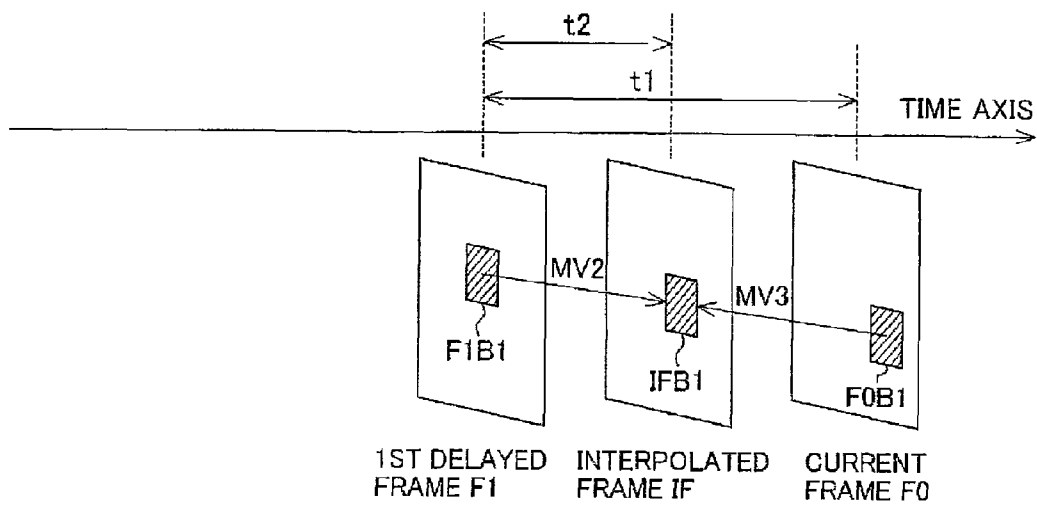 t2
t1
TIME AXIS
MV2
MV3
F1B1
IFB1
F0B1
1ST DELAYED
FRAME F1
INTERPOLATED
FRAME IF
CURRENT
FRAME F0